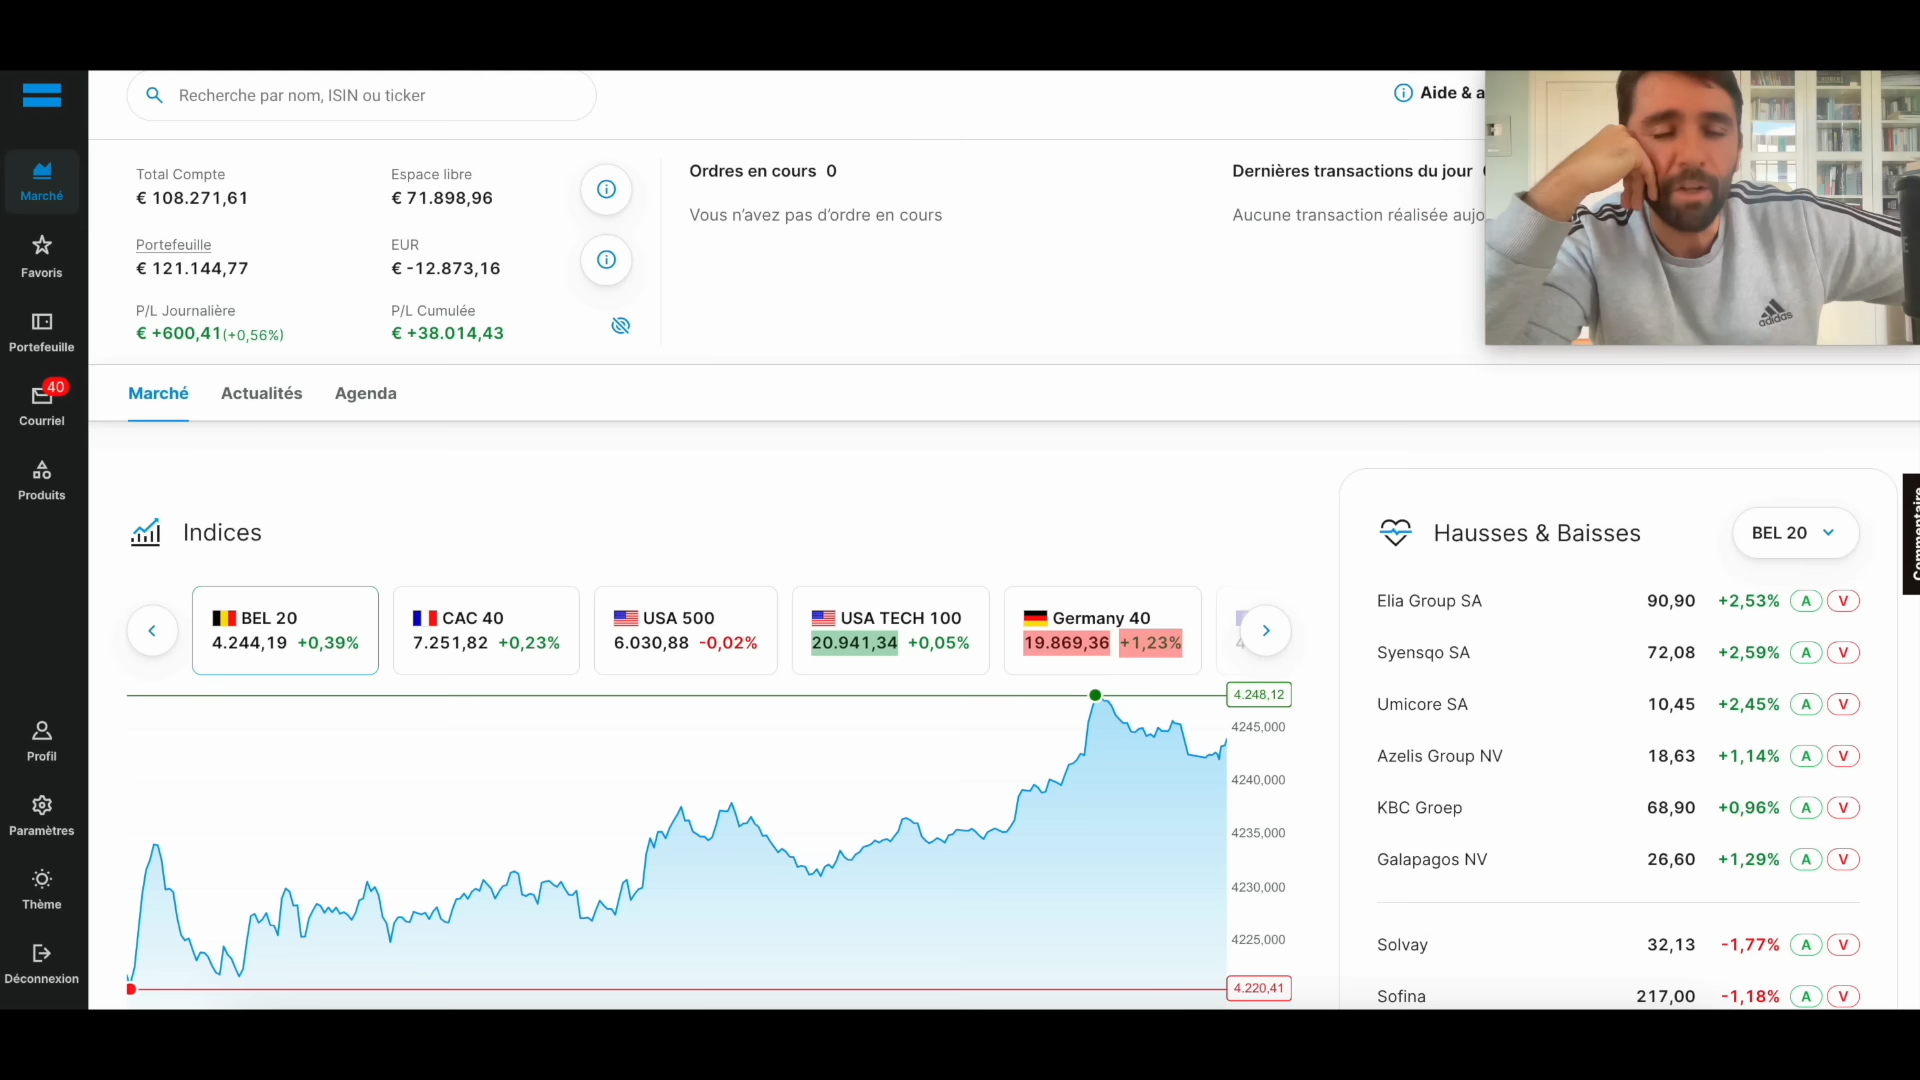 Recherche par nom, ISIN ou ticker
Aide & a
Total Compte
€ 108.271,61
Espace libre
€ 71.898,96
Portefeuille
€ 121.144,77
EUR
€ -12.873,16
P/L Journalière
€ +600,41(+0,56%)
P/L Cumulée
€ +38.014,43
Ordres en cours 0
Vous n'avez pas d'ordre en cours
Dernières transactions du jour
Aucune transaction réalisée aujo
adidas
Marché
Favoris
Portefeuille
40
Courriel
Produits
Profil
Paramètres
Thème
Déconnexion
Marché Actualités Agenda
Indices
BEL 20
4.244,19 +0,39%
CAC 40
7.251,82 +0,23%
USA 500
6.030,88 -0,02%
USA TECH 100
20.941,34 +0,05%
Germany 40
19.869,36 +1,23%
4.248,12
4245,000
4240,000
4235,000
4230,000
4225,000
4.220,41
Hausses & Baisses
BEL 20
Elia Group SA 90,90 +2,53% A V
Syensqo SA 72,08 +2,59% A V
Umicore SA 10,45 +2,45% A V
Azelis Group NV 18,63 +1,14% A V
KBC Groep 68,90 +0,96% A V
Galapagos NV 26,60 +1,29% A V
Solvay 32,13 -1,77% A V
Sofina 217,00 -1,18% A V
Commentaire